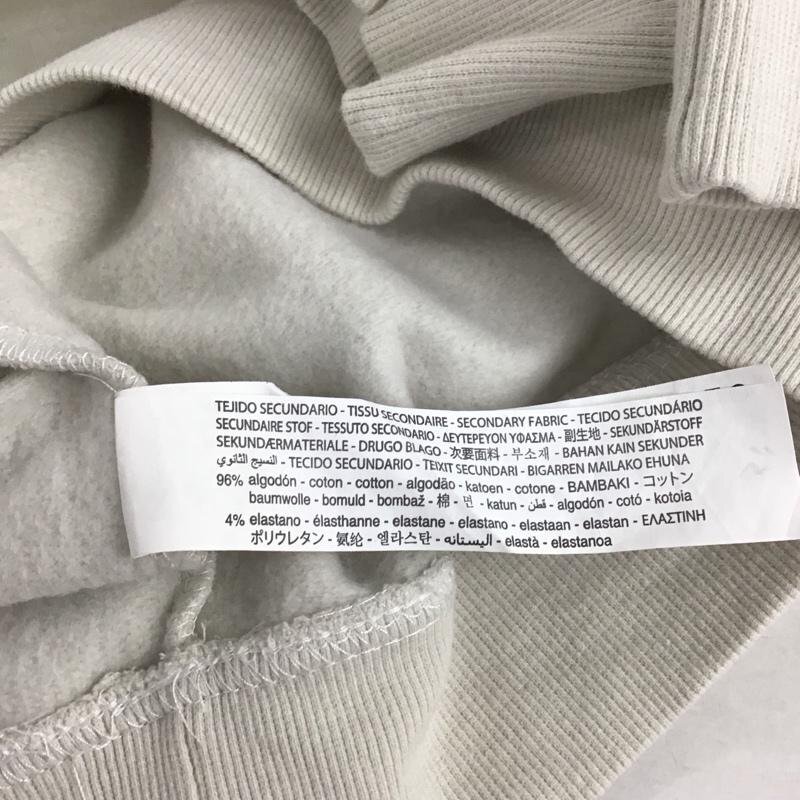 TEJIDO SECUNDARIO - TISSU SECONDAIRE - SECONDARY FABRIC - TECIDO SECUNDÁRIO
SECUNDAIRE STOF - TESSUTO SECONDARIO - ΔΕΥΤΕΡΕΥΟΝ ΥΦΑΣΜΑ - 副生地 - SEKUNDÄRSTOFF
SEKUNDÆRMATERIALE - DRUGO BLAGO - 次要面料 - 부소재 - BAHAN KAIN SEKUNDER
النسيج الثانوي - TECIDO SECUNDARIO - TEIXIT SECUNDARI - BIGARREN MAILAKO EHUNA
96% algodón - coton - cotton - algodão - katoen - cotone - BAMBAKI - コットン
baumwolle - bomuld - bombaž - 棉 - 면 - katun - قطن - algodón - cotó - kotoia
4% elastano - élasthanne - elastane - elastano - elastaan - elastan - ΕΛΑΣΤΙΝΗ
ポリウレタン - 氨纶 - 엘라스탄 - اليستانه - elastà - elastanoa